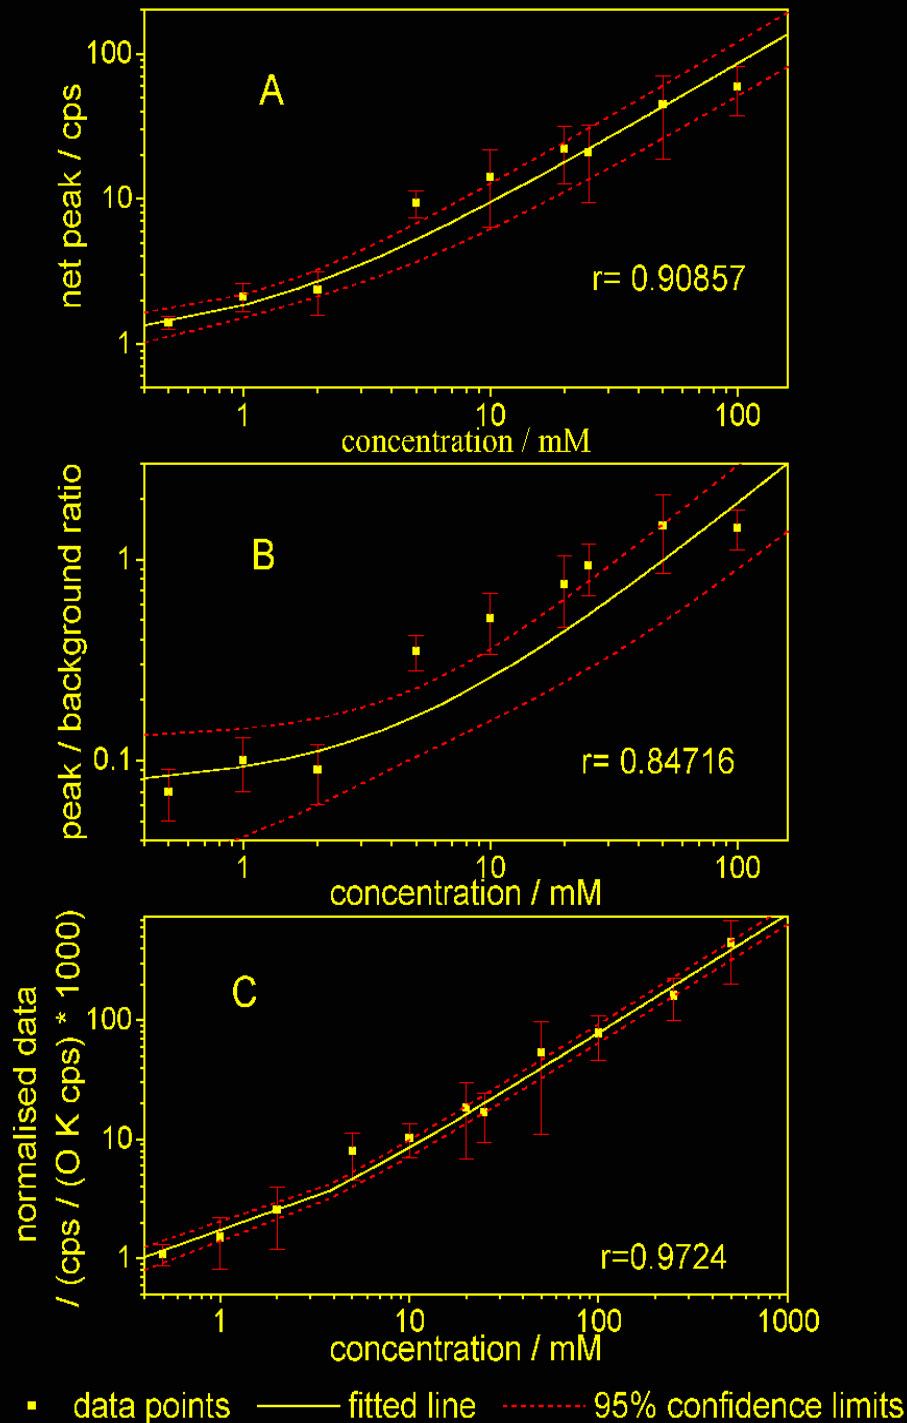 A
net peak / cps
100
10
1
r= 0.90857
1 10 100
concentration / mM
B
peak / background ratio
1
0.1
r= 0.84716
1 10 100
concentration / mM
C
normalised data
/ (cps / (O K cps) * 1000)
100
10
1
r=0.9724
1 10 100 1000
concentration / mM
data points fitted line 95% confidence limits